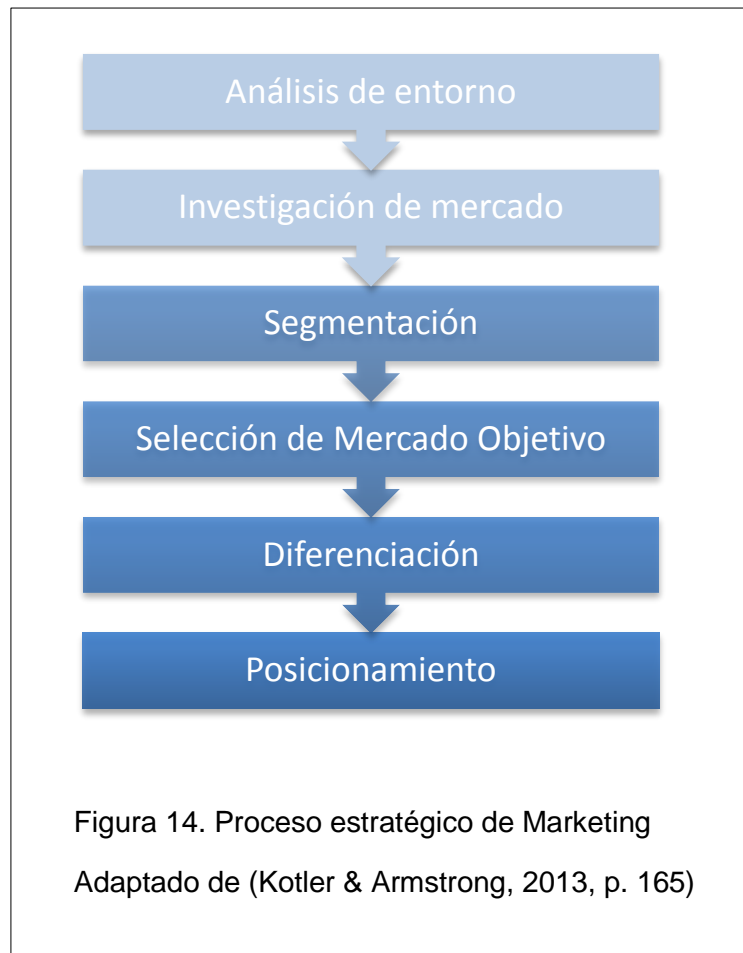 Análisis de entorno
Investigación de mercado
Segmentación
Selección de Mercado Objetivo
Diferenciación
Posicionamiento
Figura 14. Proceso estratégico de Marketing
Adaptado de (Kotler & Armstrong, 2013, p. 165)